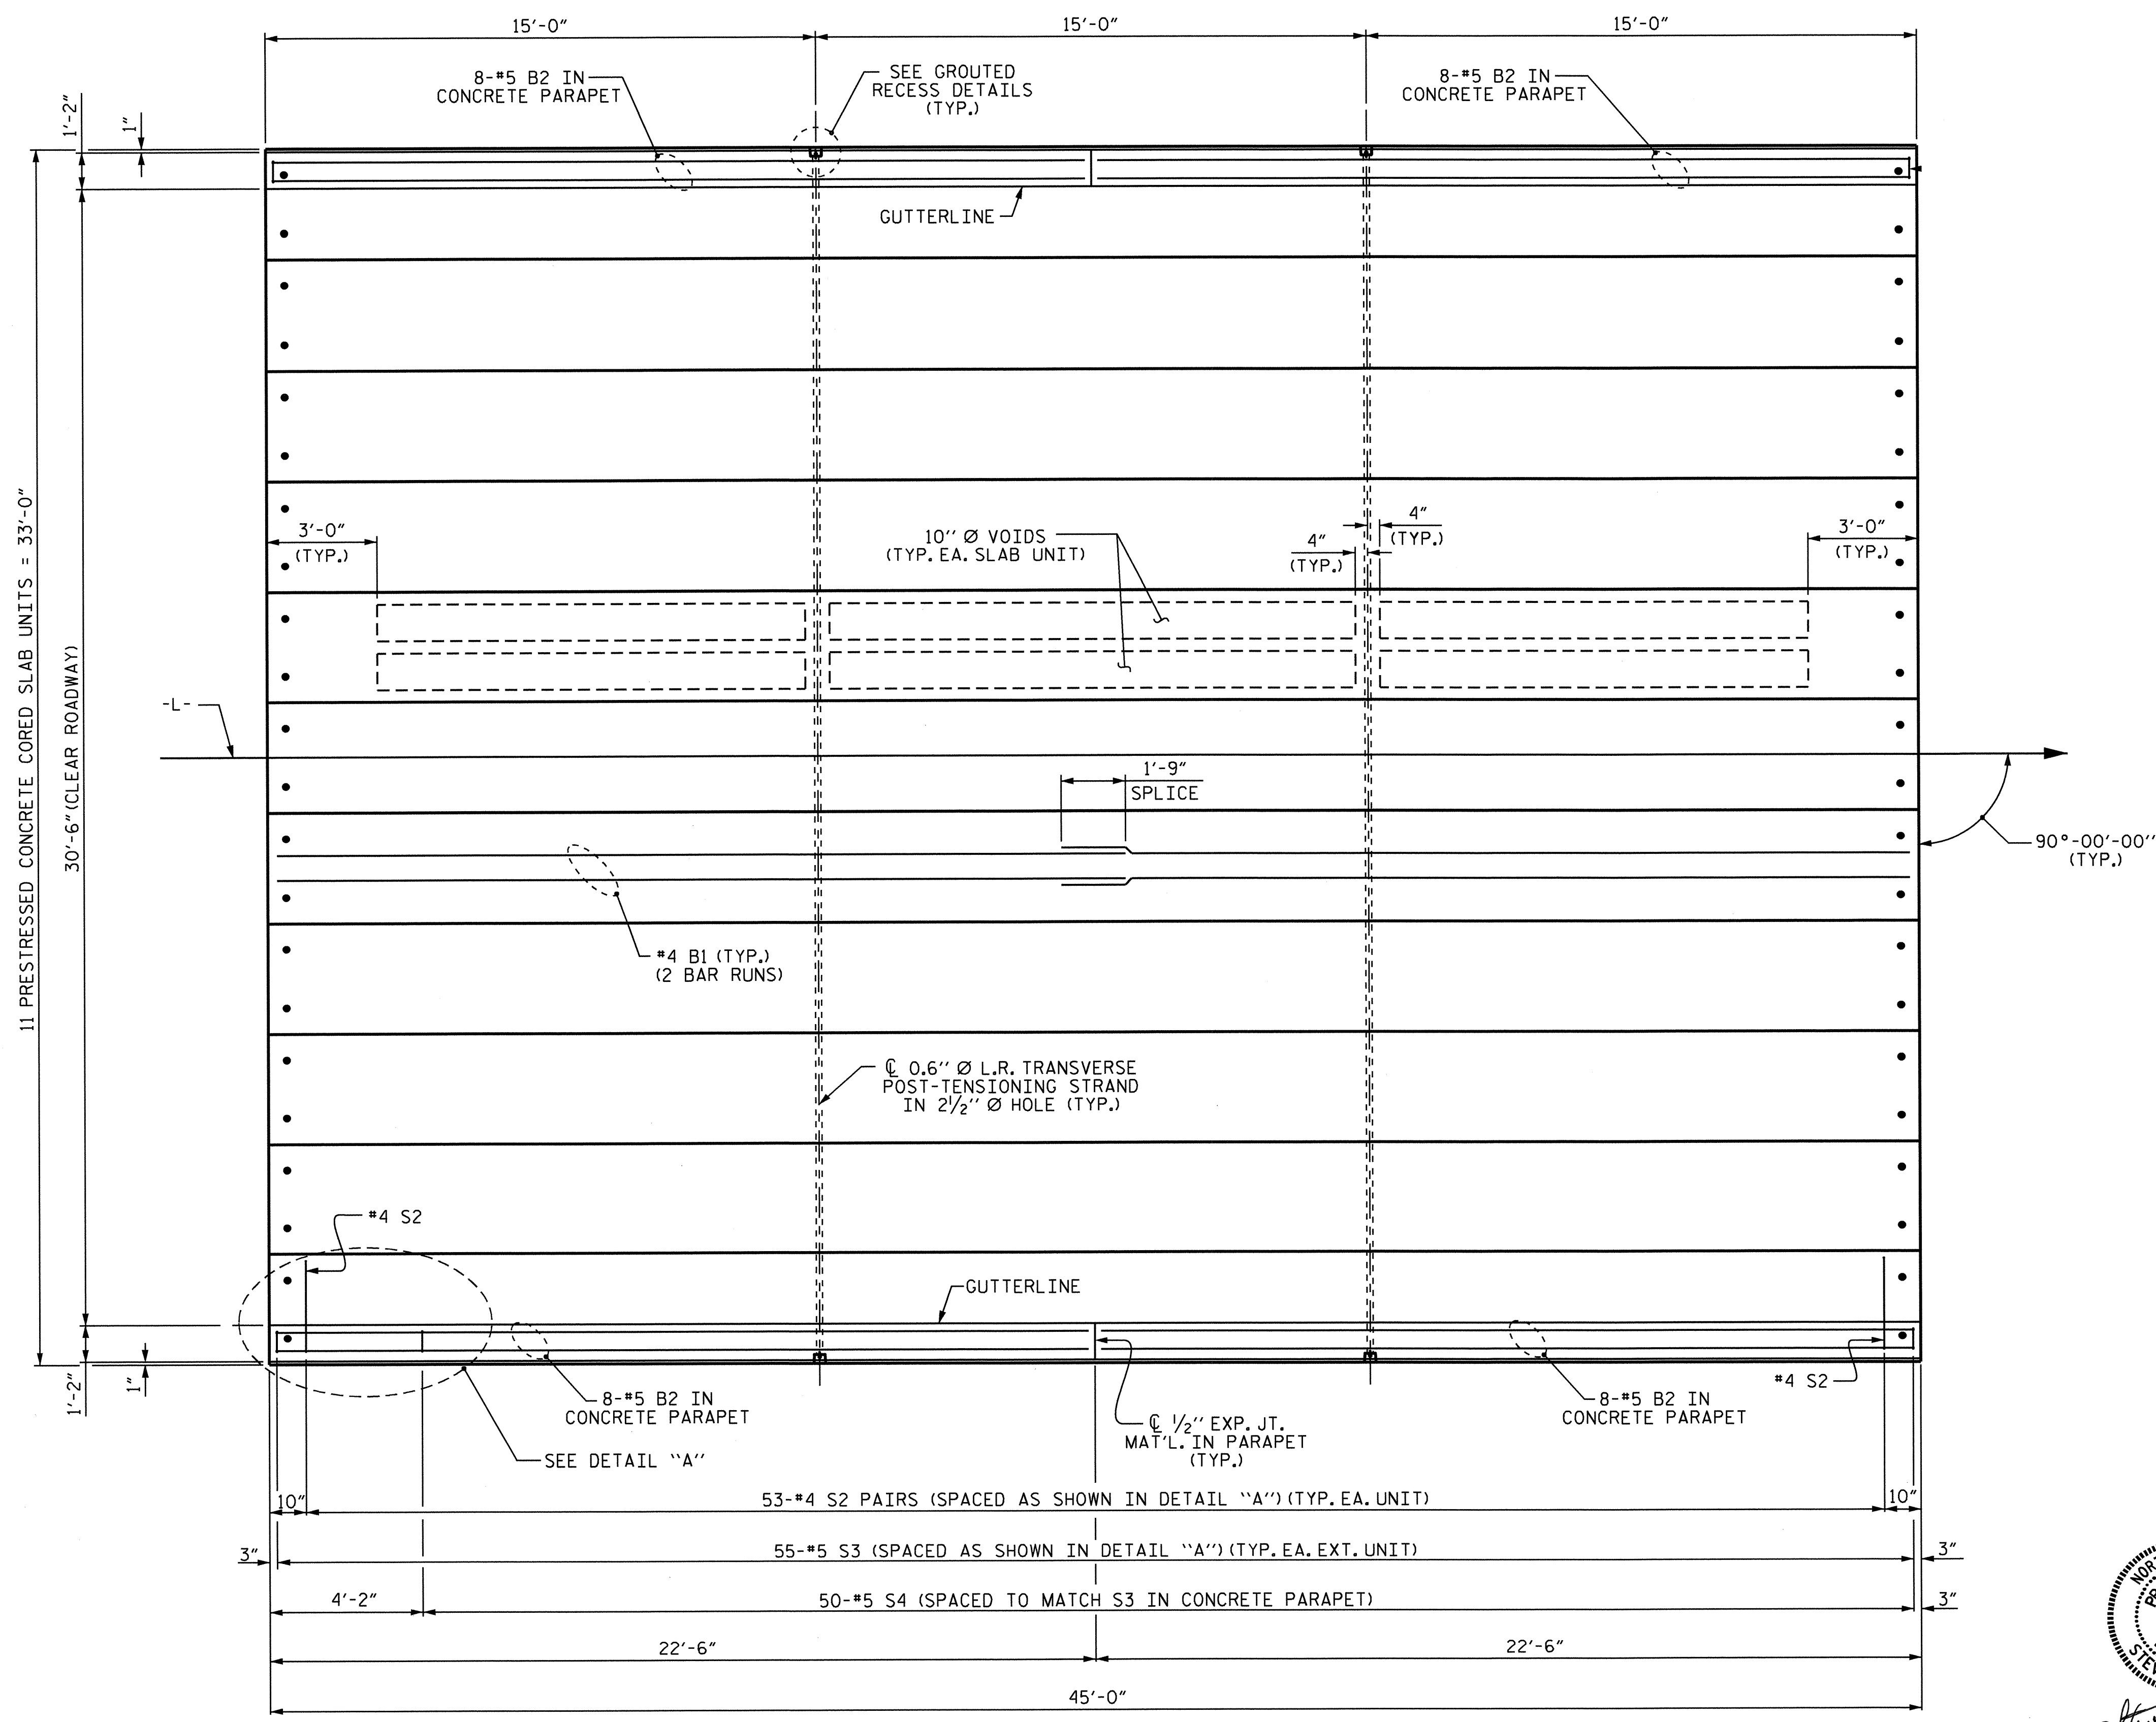 15'-0"
15'-0"
15'-0"
8-#5 B2 IN
CONCRETE PARAPET
SEE GROUTED
RECESS DETAILS
(TYP.)
8-#5 B2 IN
CONCRETE PARAPET
1'-2"
1"
GUTTERLINE
11 PRESTRESSED CONCRETE CORED SLAB UNITS = 33'-0"
30'-6" (CLEAR ROADWAY)
3'-0"
(TYP.)
10'' Ø VOIDS
(TYP. EA. SLAB UNIT)
4"
(TYP.)
4"
(TYP.)
3'-0"
(TYP.)
-L-
1'-9"
SPLICE
90°-00'-00''
(TYP.)
#4 B1 (TYP.)
(2 BAR RUNS)
℄ 0.6'' Ø L.R. TRANSVERSE
POST-TENSIONING STRAND
IN 2½'' Ø HOLE (TYP.)
#4 S2
GUTTERLINE
1'-2"
1"
8-#5 B2 IN
CONCRETE PARAPET
SEE DETAIL ''A''
℄ ½'' EXP. JT.
MAT'L. IN PARAPET
(TYP.)
8-#5 B2 IN
CONCRETE PARAPET
#4 S2
10"
53-#4 S2 PAIRS (SPACED AS SHOWN IN DETAIL ''A'') (TYP. EA. UNIT)
10"
3"
55-#5 S3 (SPACED AS SHOWN IN DETAIL ''A'') (TYP. EA. EXT. UNIT)
3"
4'-2"
50-#5 S4 (SPACED TO MATCH S3 IN CONCRETE PARAPET)
3"
22'-6"
22'-6"
45'-0"